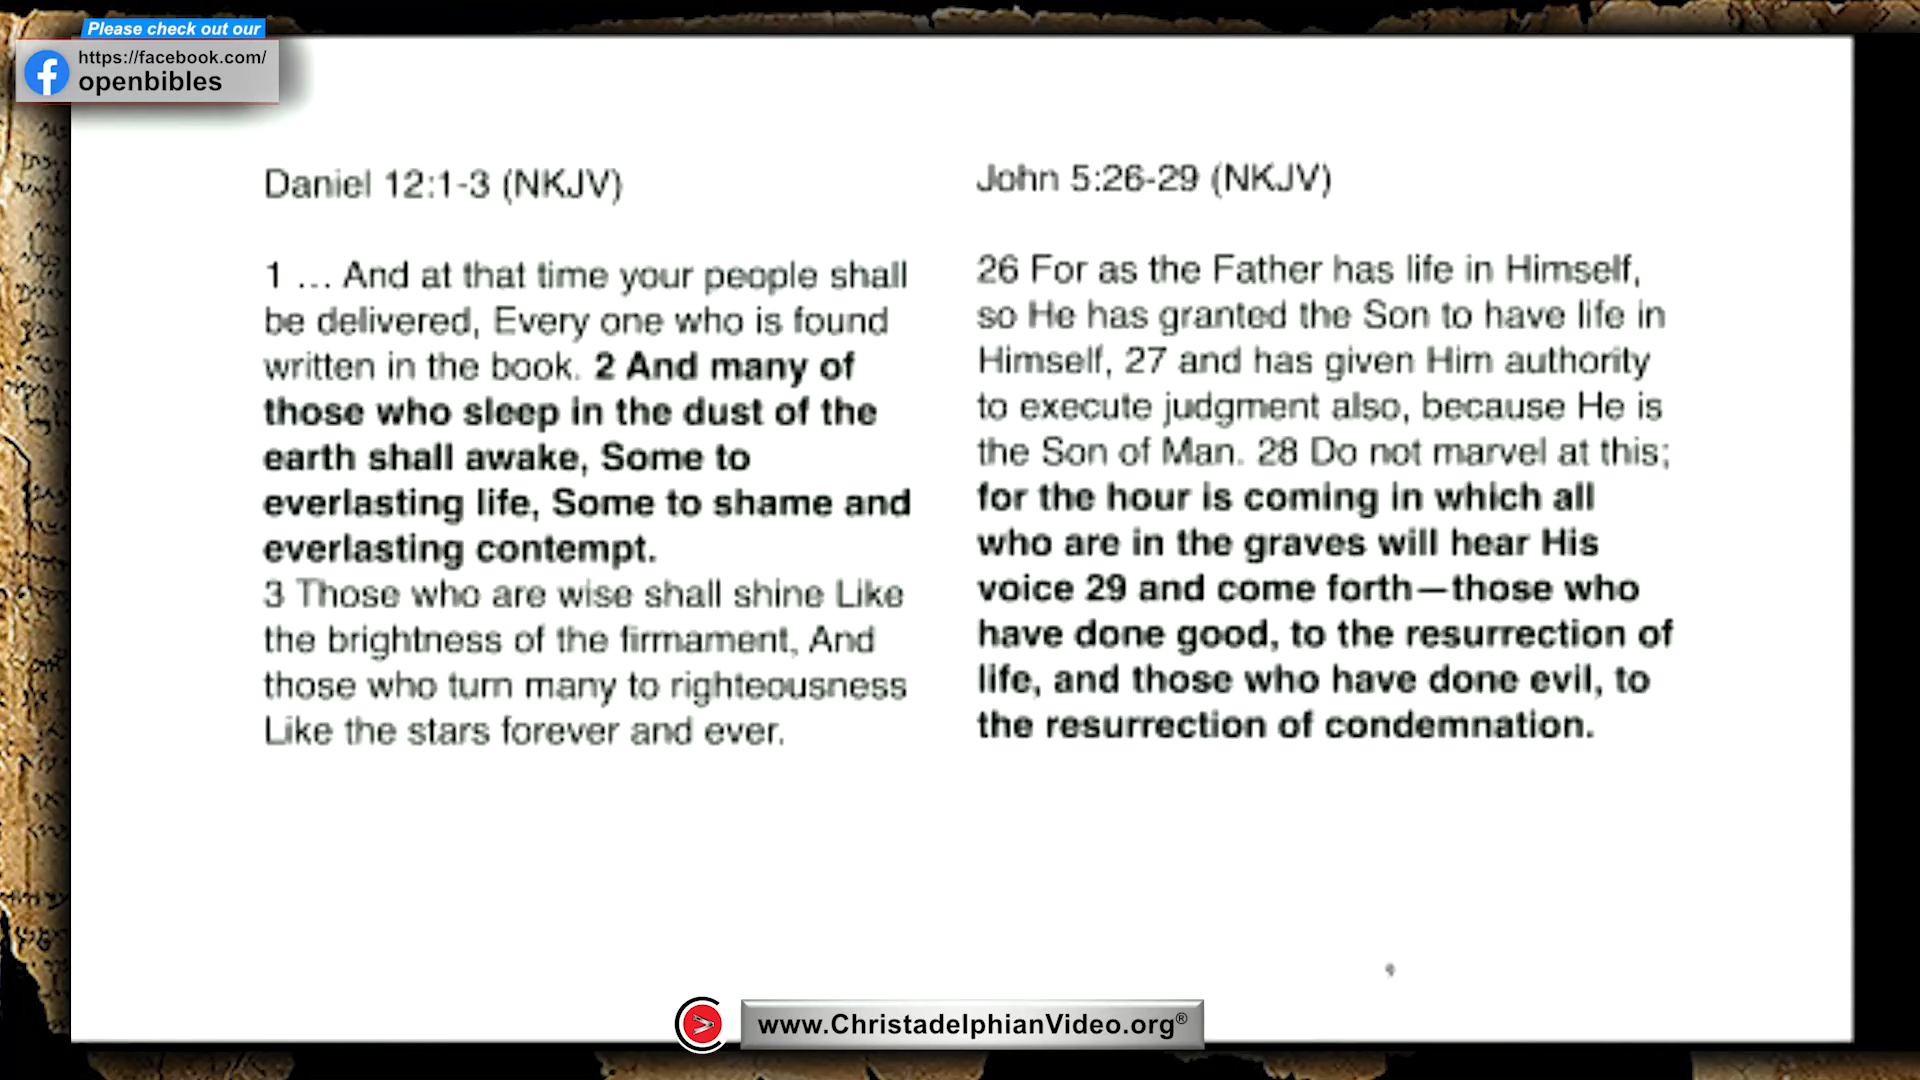 Please check out our
https://facebook.com/
openbibles
Daniel 12:1-3 (NKJV)
1 ... And at that time your people shall
be delivered, Every one who is found
written in the book. 2 And many of
those who sleep in the dust of the
earth shall awake, Some to
everlasting life, Some to shame and
everlasting contempt.
3 Those who are wise shall shine Like
the brightness of the firmament, And
those who turn many to righteousness
Like the stars forever and ever.
John 5:26-29 (NKJV)
26 For as the Father has life in Himself,
so He has granted the Son to have life in
Himself, 27 and has given Him authority
to execute judgment also, because He is
the Son of Man. 28 Do not marvel at this;
for the hour is coming in which all
who are in the graves will hear His
voice 29 and come forth—those who
have done good, to the resurrection of
life, and those who have done evil, to
the resurrection of condemnation.
www.ChristadelphianVideo.org®